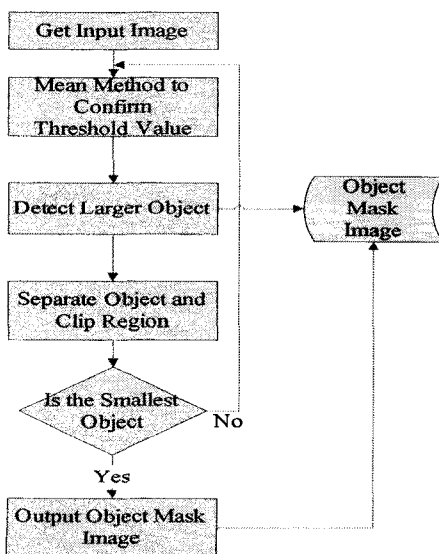 Get Input Image
Mean Method to
Confirm
Threshold Value
Detect Larger Object
Object
Mask
Image
Separate Object and
Clip Region
Is the Smallest
Object
No
Yes
Output Object Mask
Image